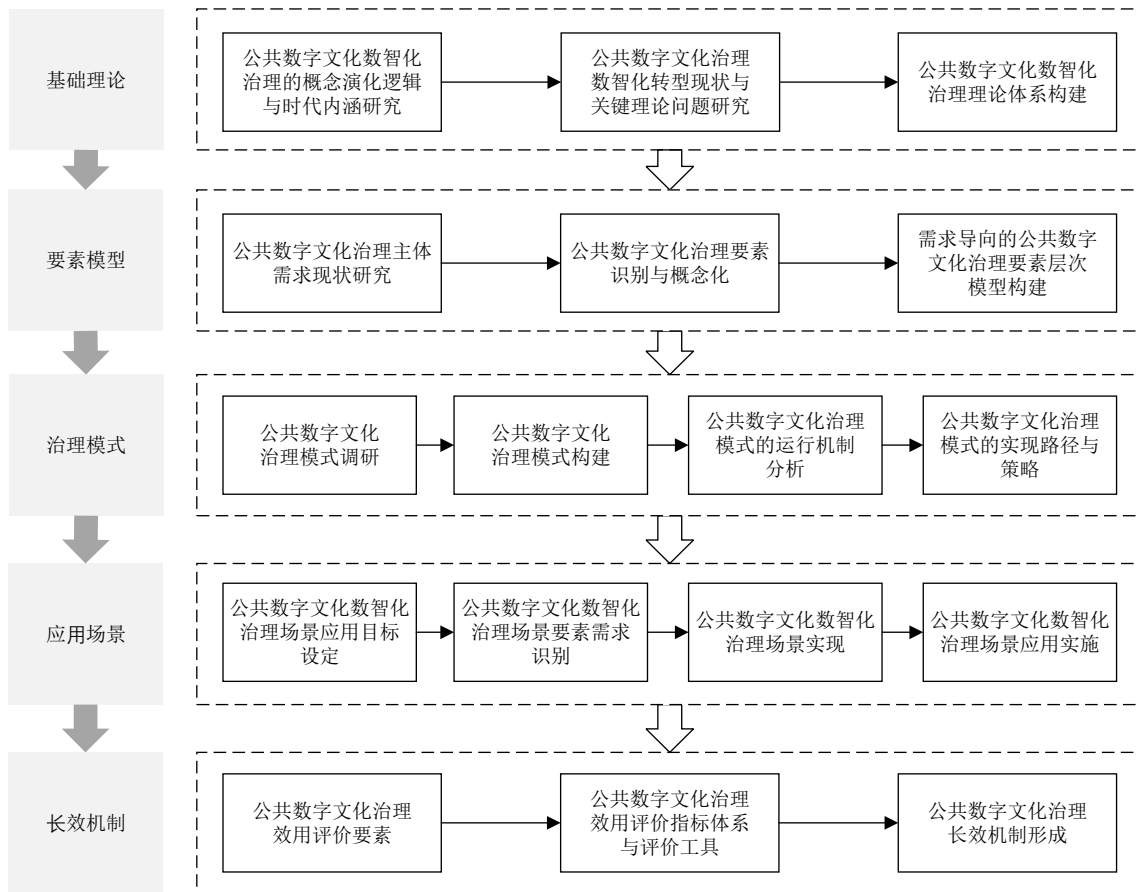 基础理论
公共数字文化数智化
治理的概念演化逻辑
与时代内涵研究
公共数字文化治理
数智化转型现状与
关键理论问题研究
公共数字文化数智化
治理理论体系构建
要素模型
公共数字文化治理主体
需求现状研究
公共数字文化治理要素
识别与概念化
需求导向的公共数字
文化治理要素层次
模型构建
治理模式
公共数字文化
治理模式调研
公共数字文化
治理模式构建
公共数字文化治理
模式的运行机制
分析
公共数字文化治理
模式的实现路径与
策略
应用场景
公共数字文化数智化
治理场景应用目标
设定
公共数字文化数智化
治理场景要素需求
识别
公共数字文化数智化
治理场景实现
公共数字文化数智化
治理场景应用实施
长效机制
公共数字文化治理
效用评价要素
公共数字文化治理
效用评价指标体系
与评价工具
公共数字文化治理
长效机制形成